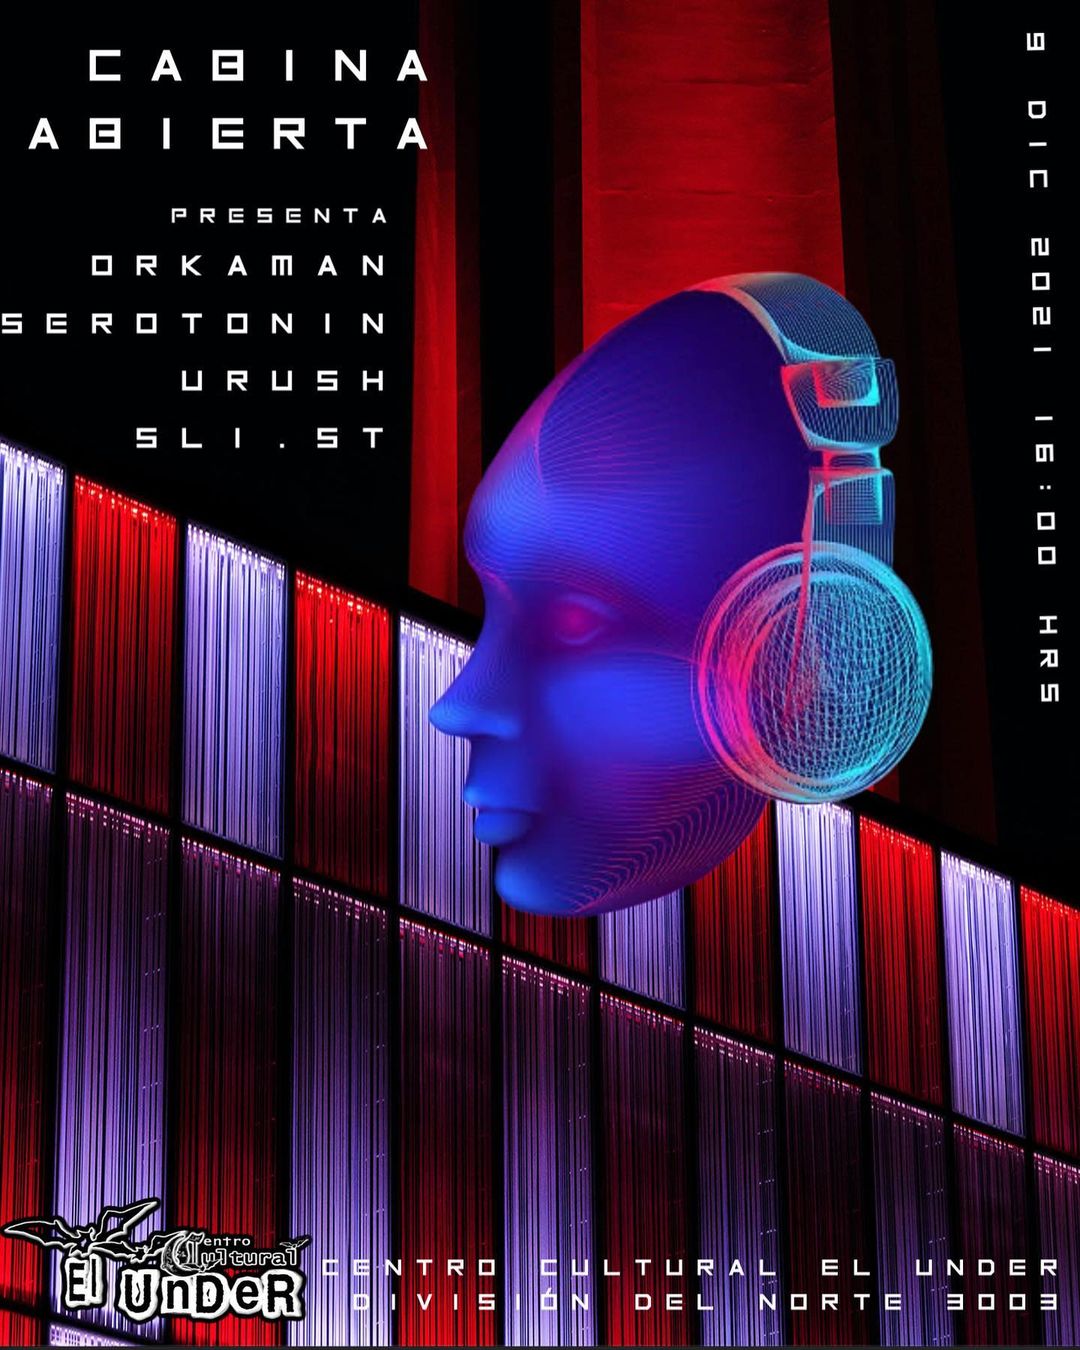 CABINA
ABIERTA
PRESENTA
ORKAMAN
SEROTONIN
URUSH
SLI.ST
9 DIC 2021 16:00 HRS
Centro
Cultural
El UnDeR
CENTRO CULTURAL EL UNDER
DIVISIÓN DEL NORTE 3003